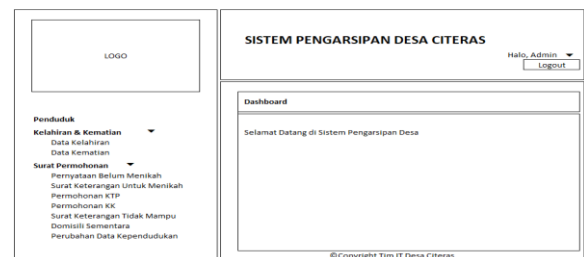 LOGO
SISTEM PENGARSIPAN DESA CITERAS
Halo, Admin
Logout
Penduduk
Kelahiran & Kematian
Data Kelahiran
Data Kematian
Surat Permohonan
Pernyataan Belum Menikah
Surat Keterangan Untuk Menikah
Permohonan KTP
Permohonan KK
Surat Keterangan Tidak Mampu
Domisili Sementara
Perubahan Data Kependudukan
Dashboard
Selamat Datang di Sistem Pengarsipan Desa
©Copyright Tim IT Desa Citeras